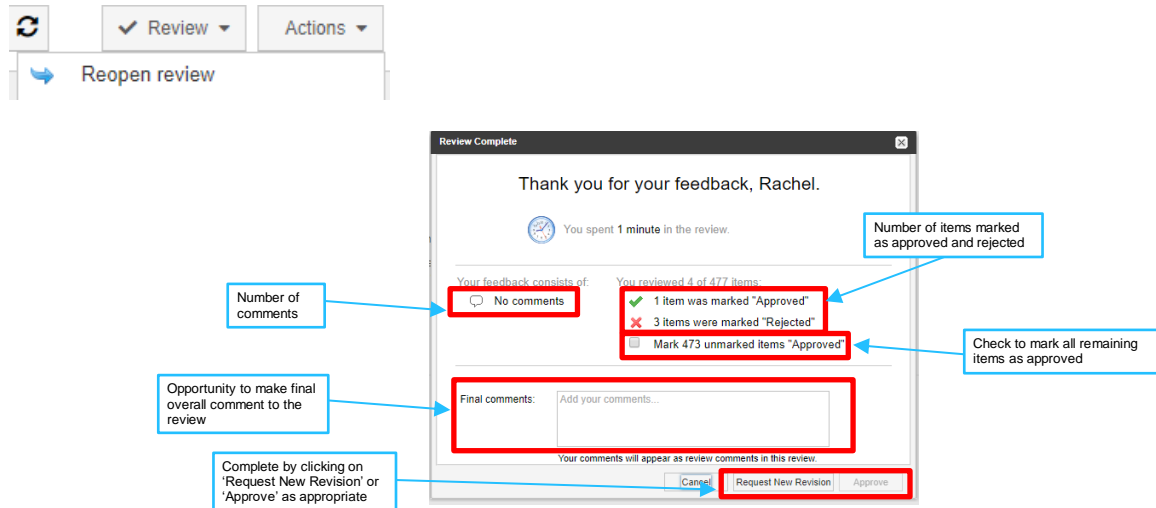 Review
Actions
Reopen review
Review Complete
Thank you for your feedback, Rachel.
You spent 1 minute in the review.
Number of items marked
as approved and rejected
Your feedback consists of:
You reviewed 4 of 477 items:
No comments
1 item was marked "Approved"
3 items were marked "Rejected"
Mark 473 unmarked items "Approved"
Number of
comments
Check to mark all remaining
items as approved
Opportunity to make final
overall comment to the
review
Final comments:
Add your comments...
Your comments will appear as review comments in this review.
Complete by clicking on
‘Request New Revision’ or
‘Approve’ as appropriate
Cancel
Request New Revision
Approve